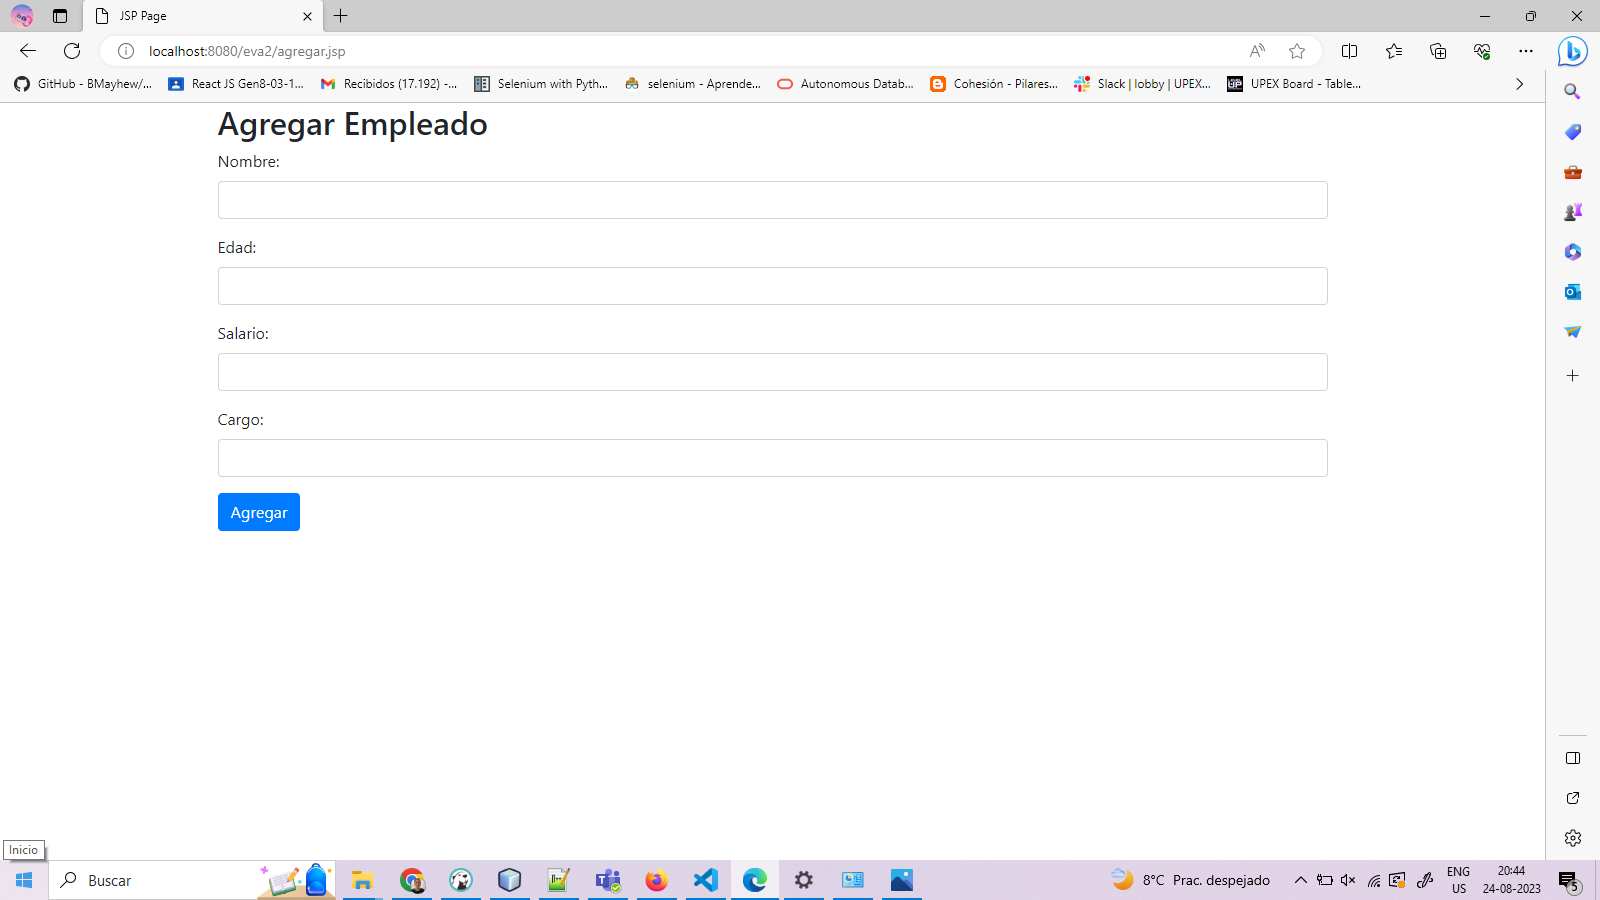 JSP Page
localhost:8080/eva2/agregar.jsp
GitHub - BMayhew/...
React JS Gen8-03-1...
Recibidos (17.192) -...
Selenium with Pyth...
selenium - Aprende...
Autonomous Datab...
Cohesión - Pilares...
Slack | lobby | UPEX...
UPEX Board - Table...
Agregar Empleado
Nombre:
Edad:
Salario:
Cargo:
Agregar
Inicio
Buscar
8°C Prac. despejado
ENG
US
20:44
24-08-2023
5